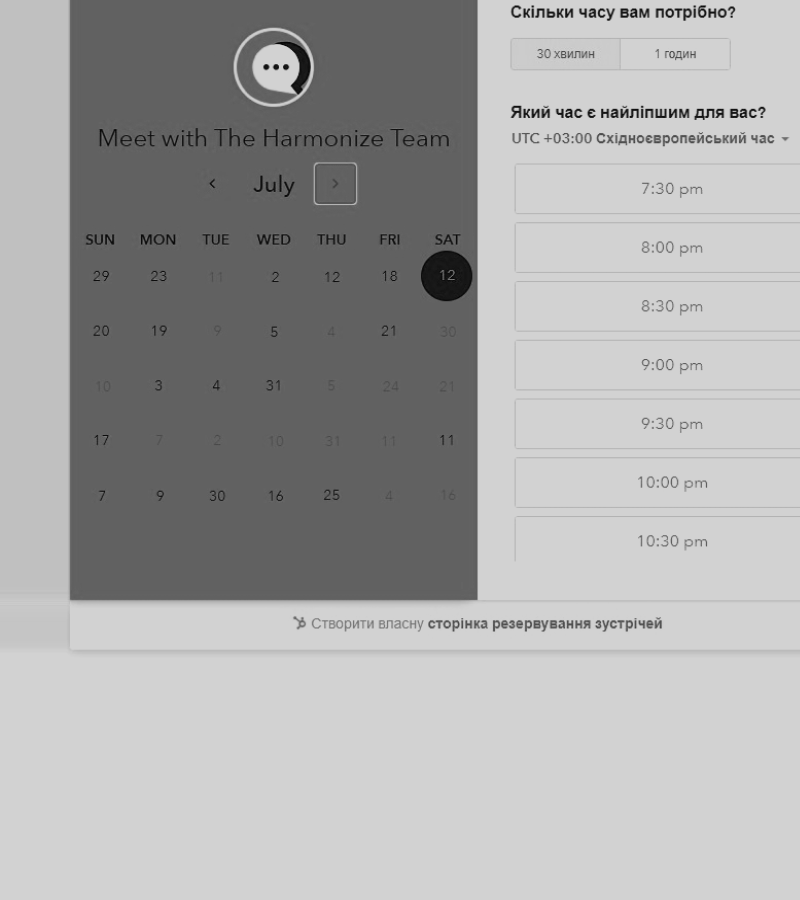 Meet with The Harmonize Team
July
SUN MON TUE WED THU FRI SAT
29 23 11 2 12 18 12
20 19 9 5 4 21 30
10 3 4 31 5 24 21
17 7 2 10 31 11 11
7 9 30 16 25 4 16
Скільки часу вам потрібно?
30 хвилин 1 годин
Який час є найліпшим для вас?
UTC +03:00 Східноєвропейський час
7:30 pm
8:00 pm
8:30 pm
9:00 pm
9:30 pm
10:00 pm
10:30 pm
Створити власну сторінка резервування зустрічей